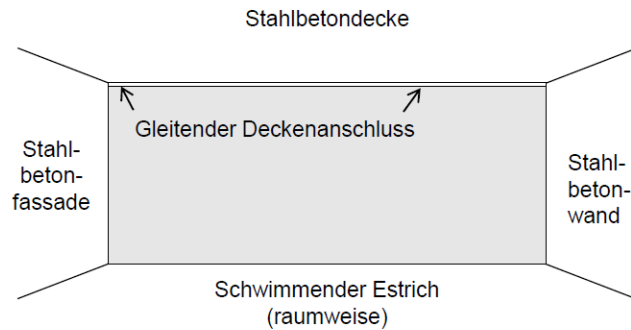 Stahlbetondecke
Gleitender Deckenanschluss
Stahl-
beton-
fassade
Stahl-
beton-
wand
Schwimmender Estrich
(raumweise)